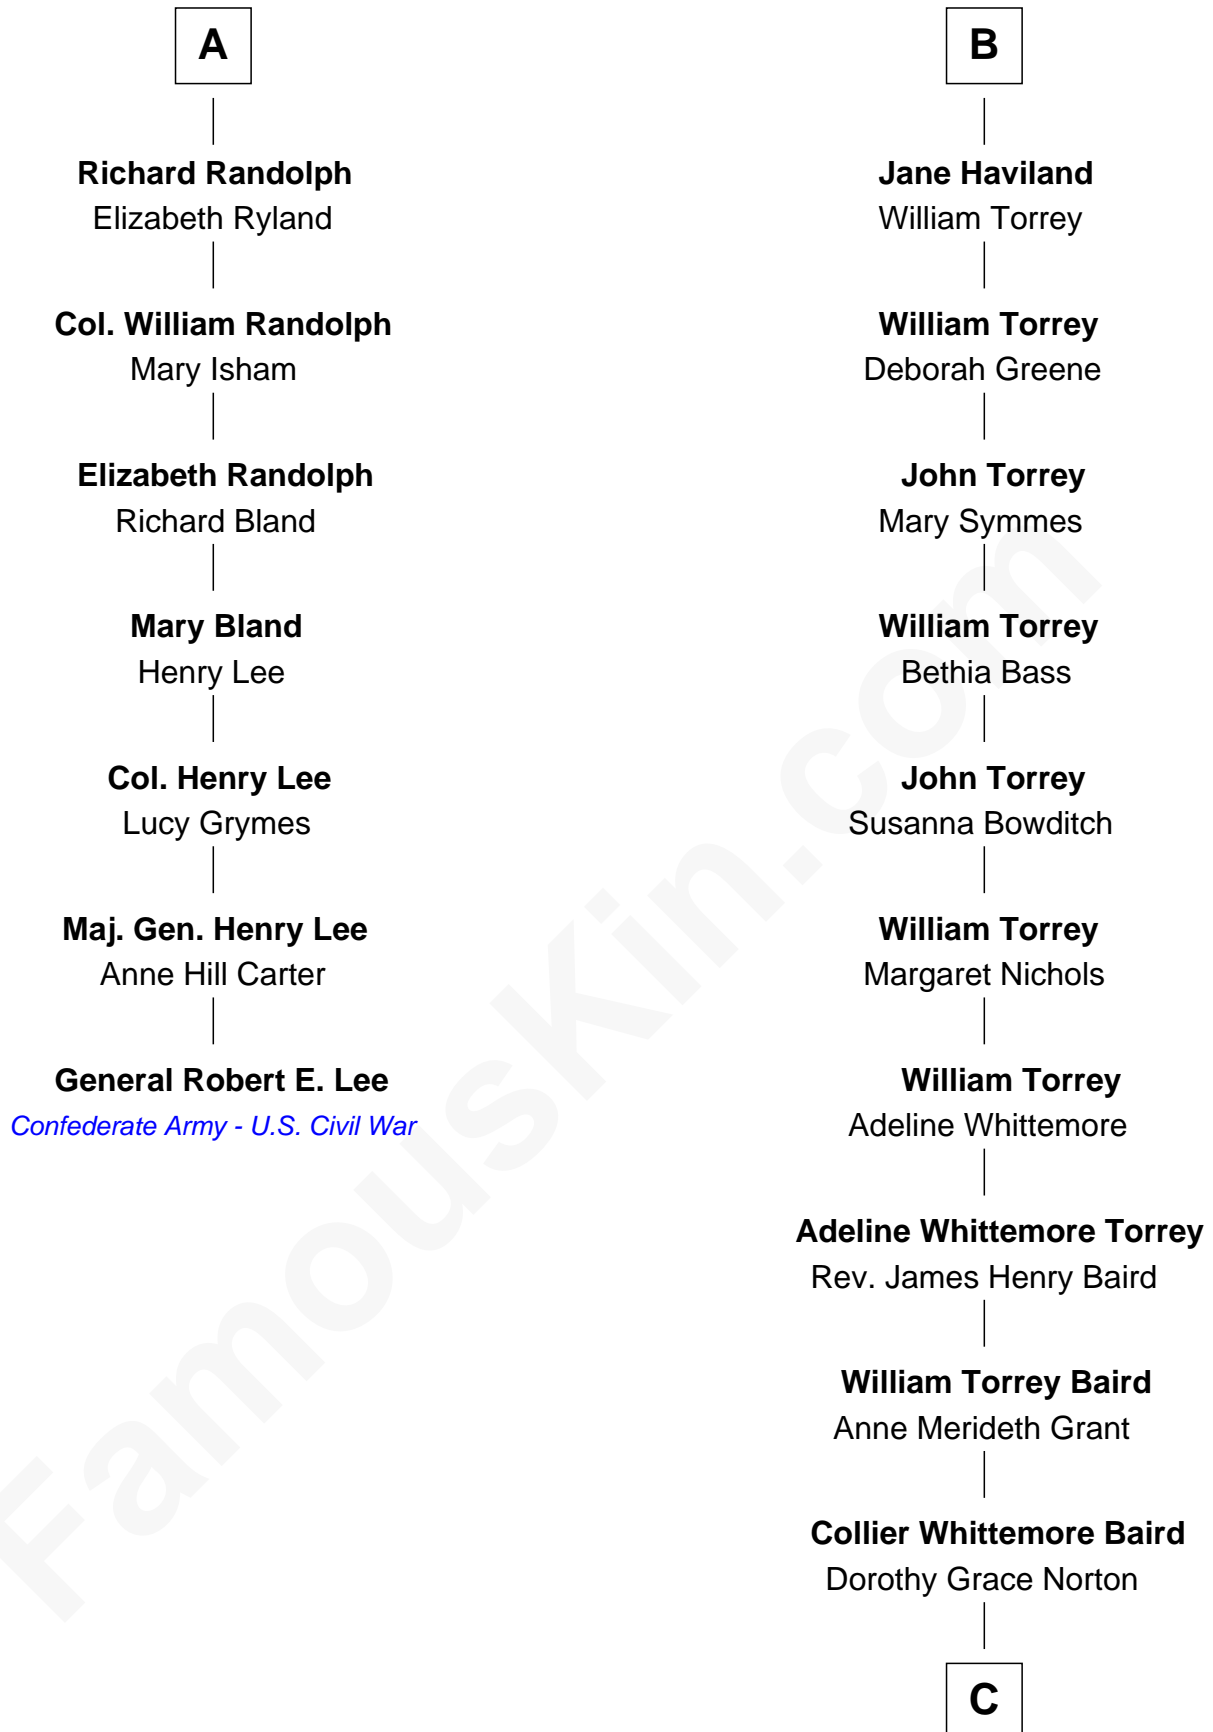 A
Richard Randolph
Elizabeth Ryland
Col. William Randolph
Mary Isham
Elizabeth Randolph
Richard Bland
Mary Bland
Henry Lee
Col. Henry Lee
Lucy Grymes
Maj. Gen. Henry Lee
Anne Hill Carter
General Robert E. Lee
Confederate Army - U.S. Civil War
B
Jane Haviland
William Torrey
William Torrey
Deborah Greene
John Torrey
Mary Symmes
William Torrey
Bethia Bass
John Torrey
Susanna Bowditch
William Torrey
Margaret Nichols
William Torrey
Adeline Whittemore
Adeline Whittemore Torrey
Rev. James Henry Baird
William Torrey Baird
Anne Merideth Grant
Collier Whittemore Baird
Dorothy Grace Norton
C
FamousKin.com